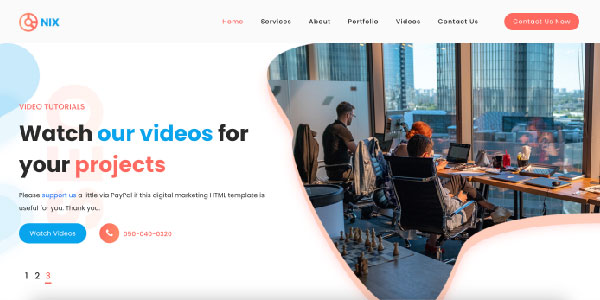 NIX
Home Services About Portfolio Videos Contact Us Contact Us Now
VIDEO TUTORIALS
Watch our videos for
your projects
Please support us a little via PayPal if this digital marketing HTML template is
useful for you. Thank you.
Watch Videos 050-040-0320
1 2 3